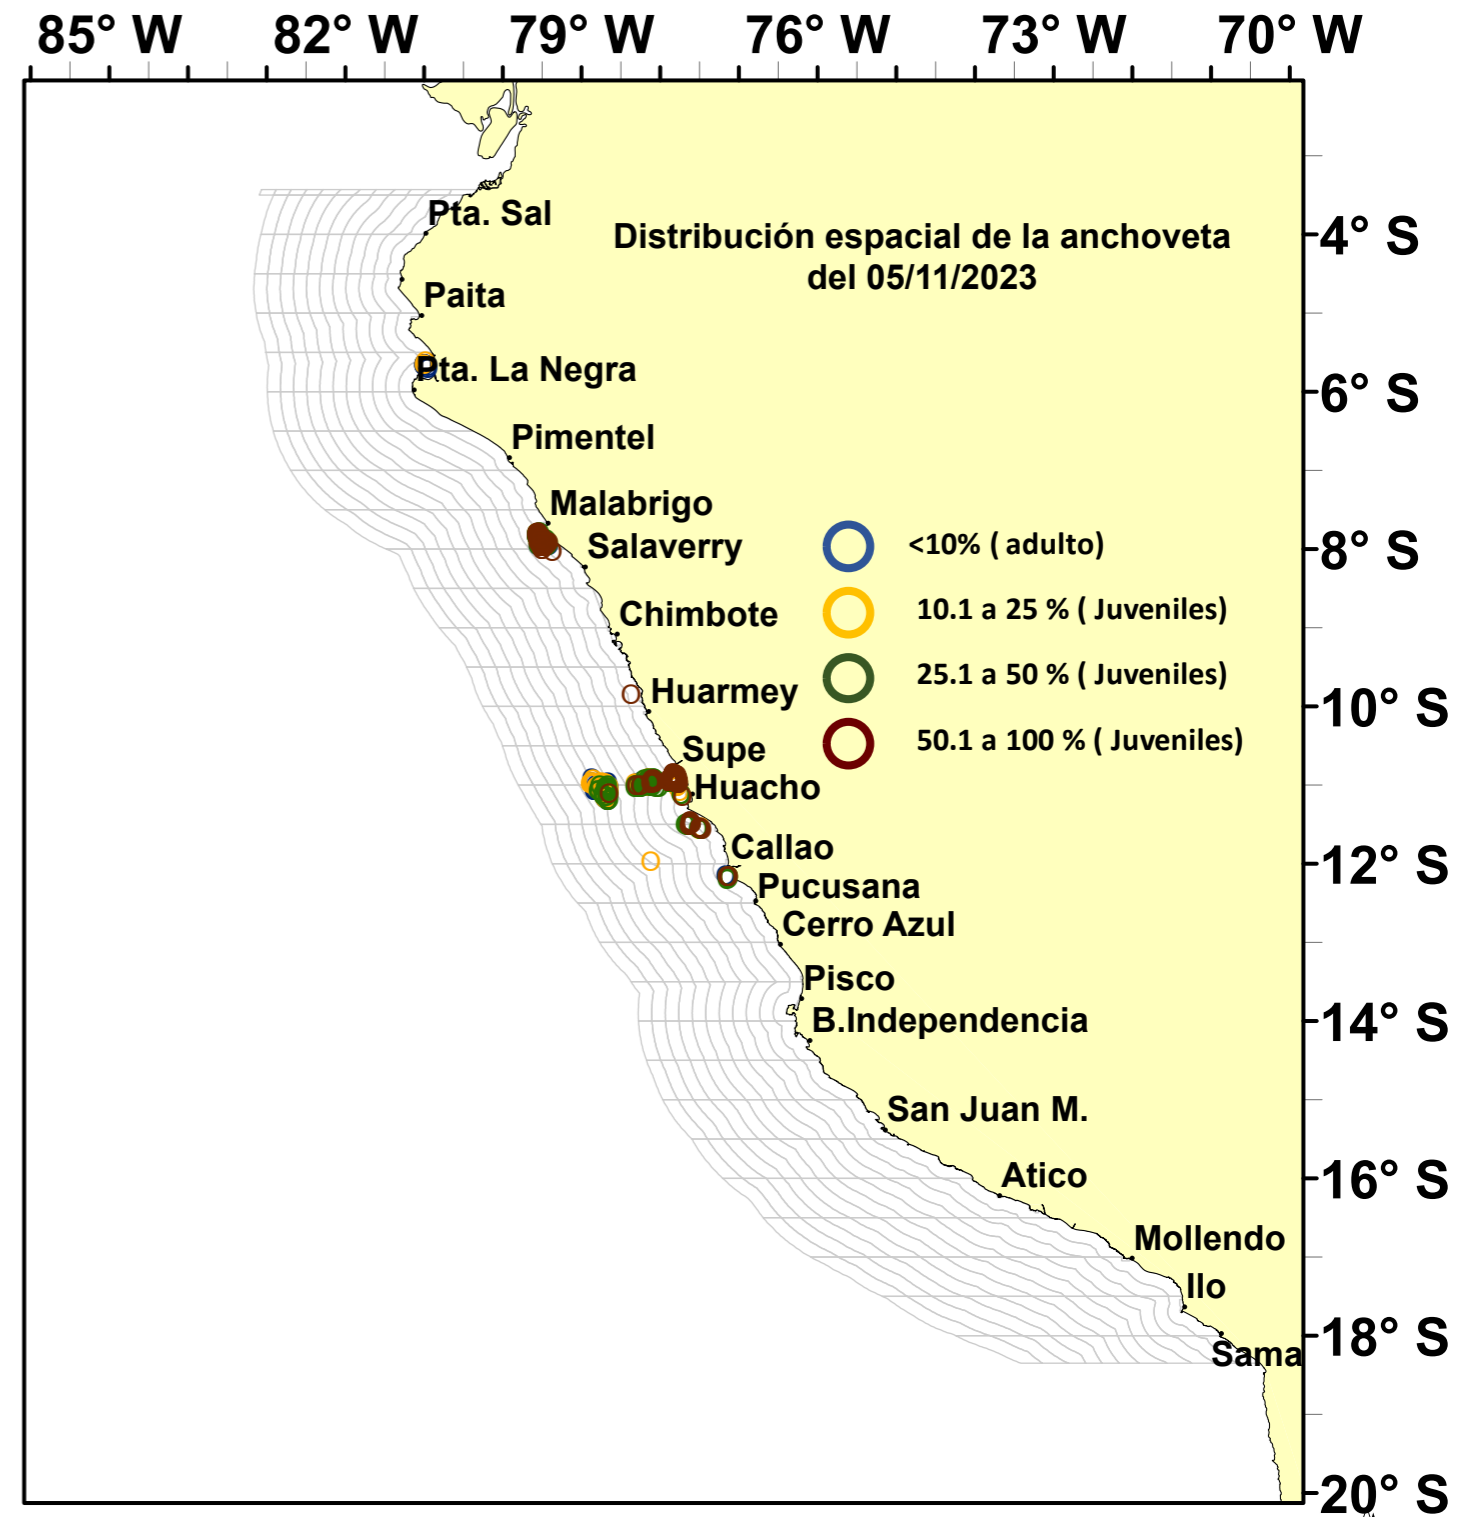 85° W 82° W 79° W 76° W 73° W 70° W
Pta. Sal
Distribución espacial de la anchoveta
del 05/11/2023
4° S
Paita
Pta. La Negra
6° S
Pimentel
Malabrigo
Salaverry
<10% ( adulto)
8° S
Chimbote
10.1 a 25 % ( Juveniles)
Huarmey
25.1 a 50 % ( Juveniles)
10° S
Supe
50.1 a 100 % ( Juveniles)
Huacho
Callao
12° S
Pucusana
Cerro Azul
Pisco
B.Independencia
14° S
San Juan M.
Atico
16° S
Mollendo
Ilo
18° S
Sama
20° S